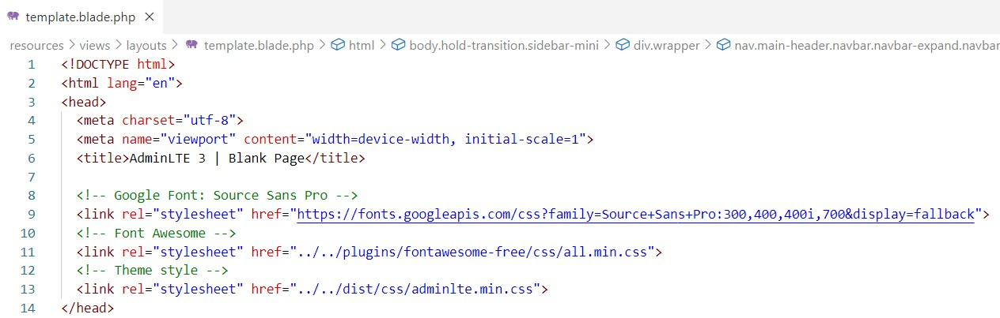 template.blade.php
resources > views > layouts > template.blade.php > html > body.hold-transition.sidebar-mini > div.wrapper > nav.main-header.navbar.navbar-expand.navbar
1 <!DOCTYPE html>
2 <html lang="en">
3 <head>
4 <meta charset="utf-8">
5 <meta name="viewport" content="width=device-width, initial-scale=1">
6 <title>AdminLTE 3 | Blank Page</title>
7
8 <!-- Google Font: Source Sans Pro -->
9 <link rel="stylesheet" href="https://fonts.googleapis.com/css?family=Source+Sans+Pro:300,400,400i,700&display=fallback">
10 <!-- Font Awesome -->
11 <link rel="stylesheet" href="../../plugins/fontawesome-free/css/all.min.css">
12 <!-- Theme style -->
13 <link rel="stylesheet" href="../../dist/css/adminlte.min.css">
14 </head>